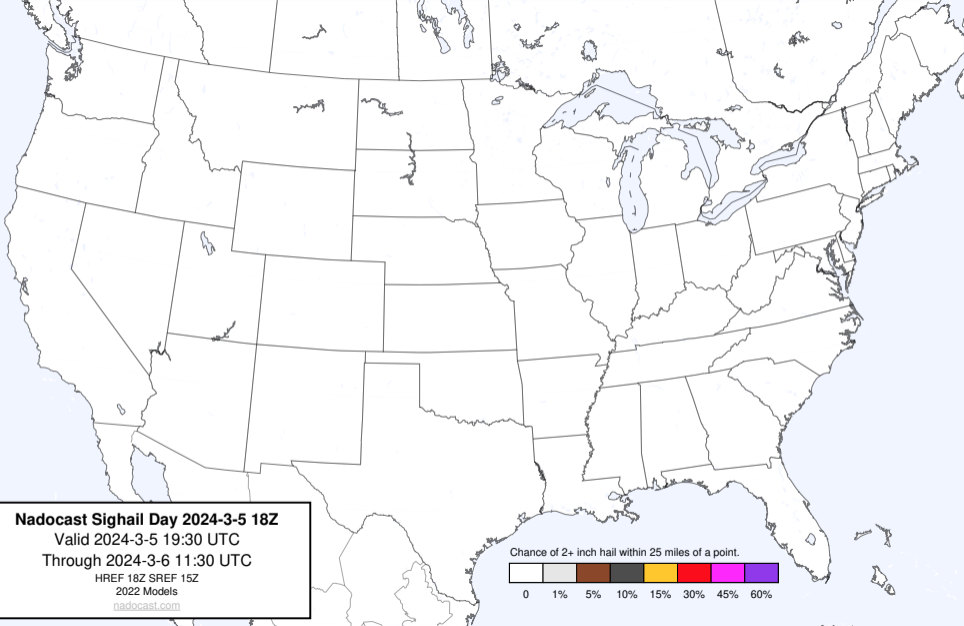 Nadocast Sighail Day 2024-3-5 18Z
Valid 2024-3-5 19:30 UTC
Through 2024-3-6 11:30 UTC
HREF 18Z SREF 15Z
2022 Models
nadocast.com
Chance of 2+ inch hail within 25 miles of a point.
0 1% 5% 10% 15% 30% 45% 60%